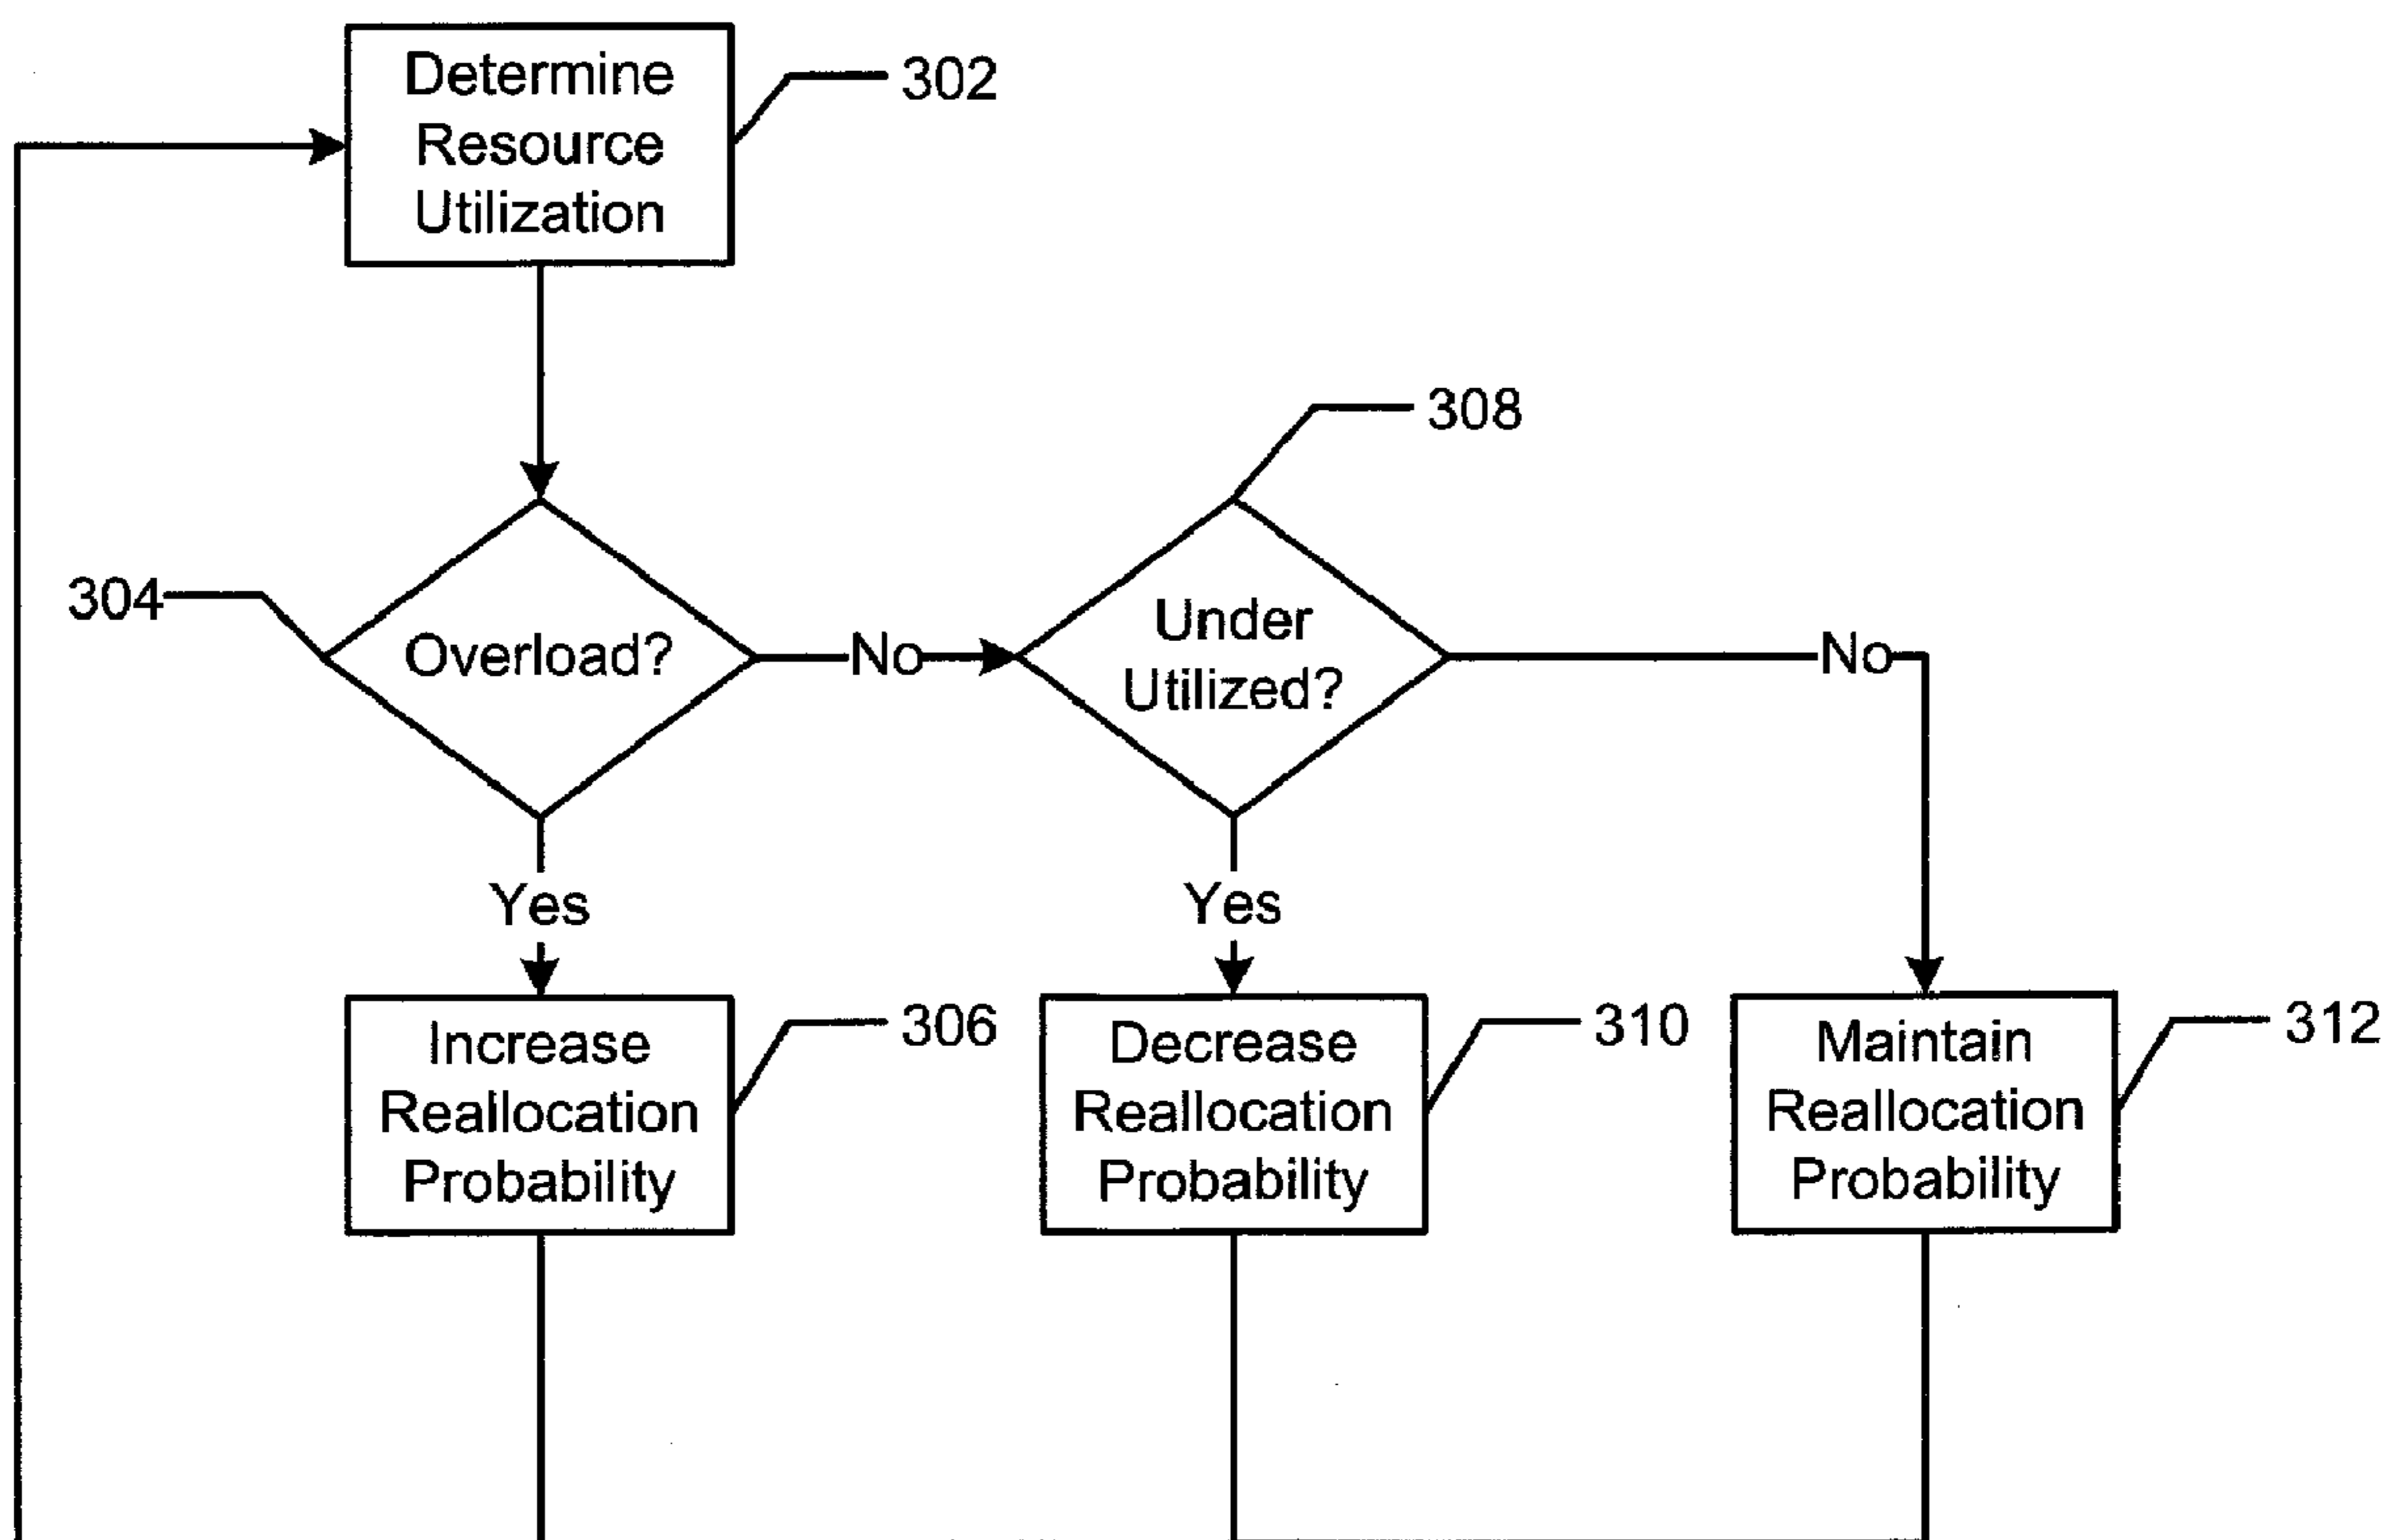 Determine
Resource
Utilization
302
308
304
Overload?
No
Under
Utilized?
No
Yes
Yes
Increase
Reallocation
Probability
306
Decrease
Reallocation
Probability
310
Maintain
Reallocation
Probability
312